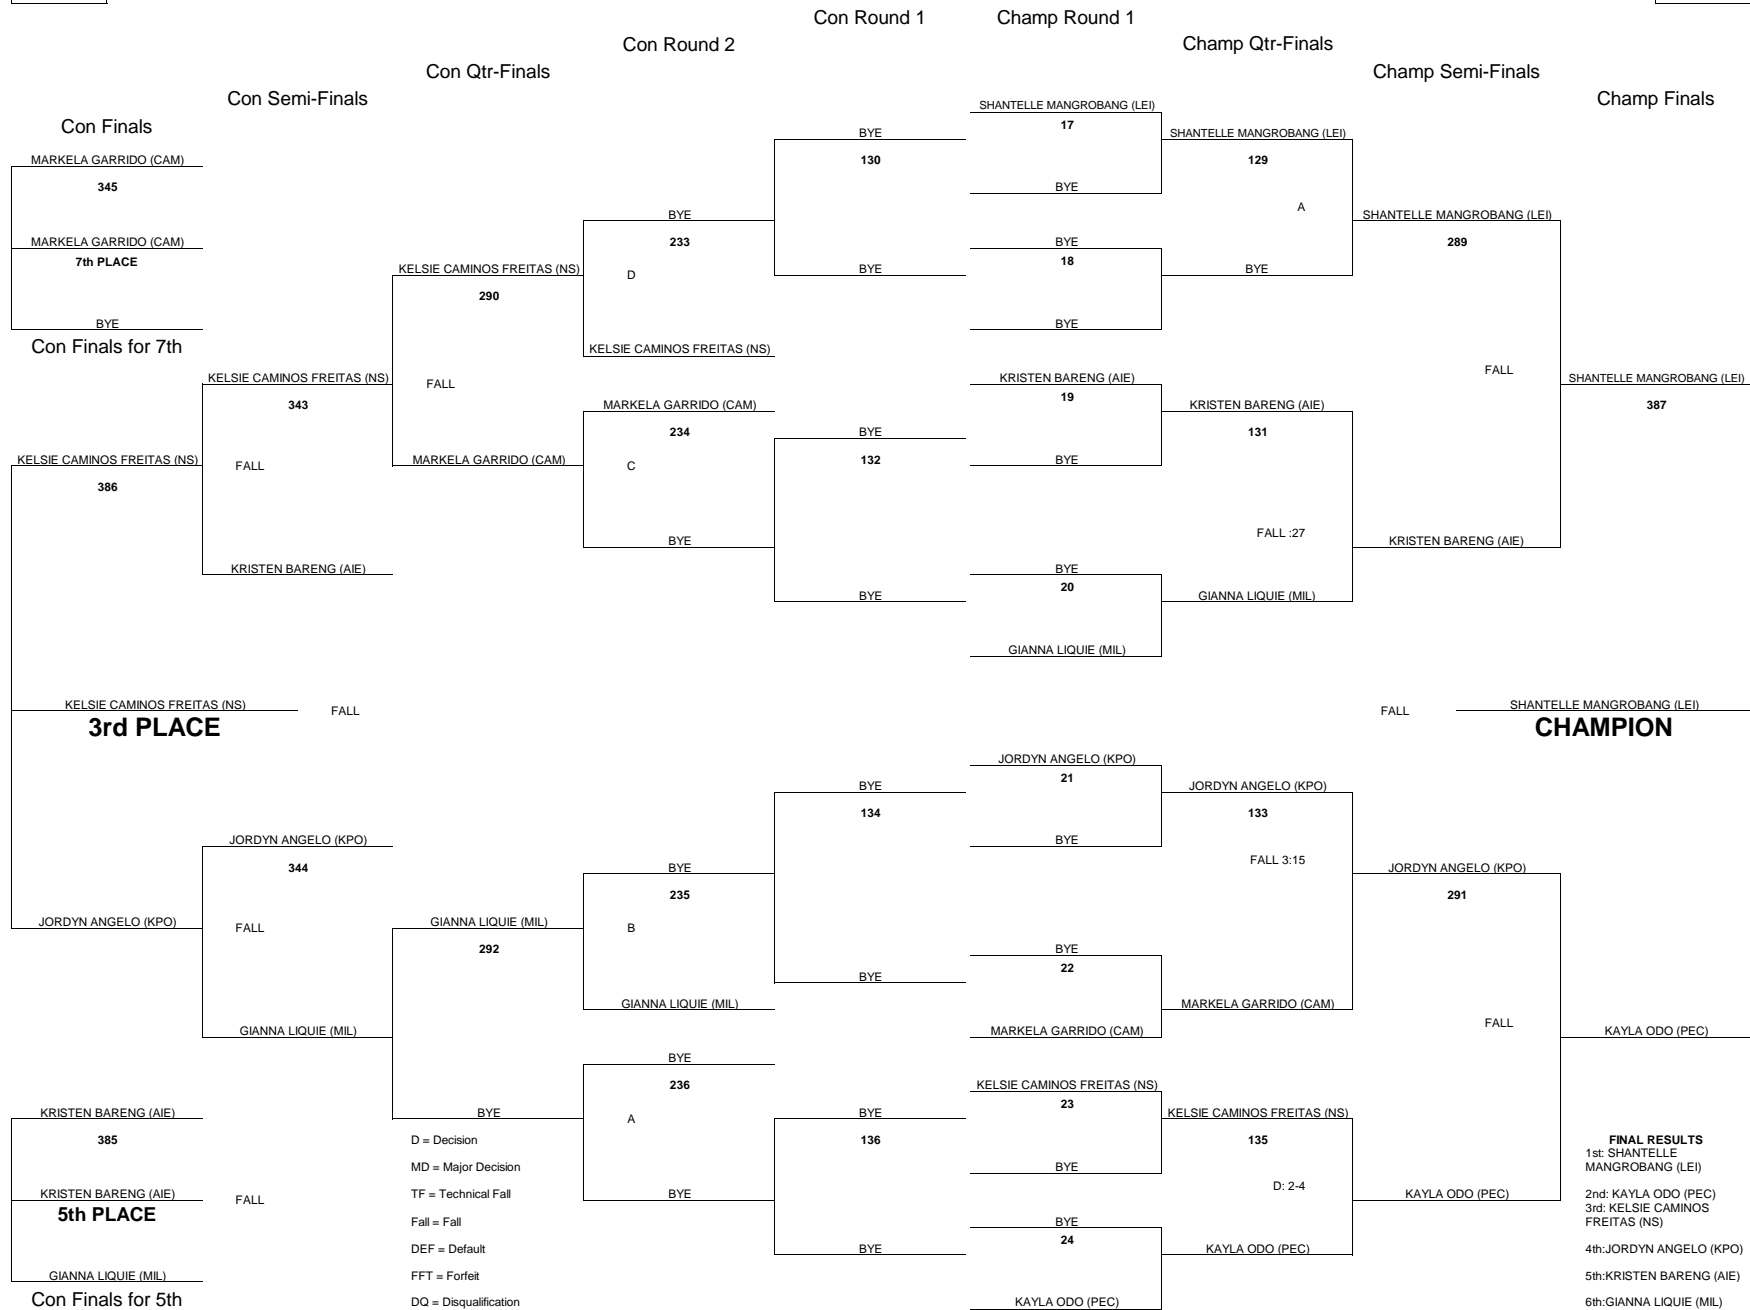 Con Round 1
Champ Round 1
Con Round 2
Champ Qtr-Finals
Con Qtr-Finals
Champ Semi-Finals
Con Semi-Finals
Champ Finals
Con Finals
SHANTELLE MANGROBANG (LEI)
17
BYE
SHANTELLE MANGROBANG (LEI)
MARKELA GARRIDO (CAM)
130
129
345
BYE
A
BYE
SHANTELLE MANGROBANG (LEI)
MARKELA GARRIDO (CAM)
233
BYE
289
7th PLACE
18
KELSIE CAMINOS FREITAS (NS)
D
BYE
BYE
290
BYE
BYE
Con Finals for 7th
KELSIE CAMINOS FREITAS (NS)
FALL
KELSIE CAMINOS FREITAS (NS)
FALL
KRISTEN BARENG (AIE)
SHANTELLE MANGROBANG (LEI)
343
MARKELA GARRIDO (CAM)
19
KRISTEN BARENG (AIE)
387
234
BYE
131
KELSIE CAMINOS FREITAS (NS)
FALL
MARKELA GARRIDO (CAM)
C
132
BYE
386
FALL :27
BYE
KRISTEN BARENG (AIE)
KRISTEN BARENG (AIE)
BYE
20
BYE
GIANNA LIQUIE (MIL)
GIANNA LIQUIE (MIL)
KELSIE CAMINOS FREITAS (NS)
FALL
FALL
SHANTELLE MANGROBANG (LEI)
3rd PLACE
CHAMPION
JORDYN ANGELO (KPO)
21
BYE
JORDYN ANGELO (KPO)
134
133
JORDYN ANGELO (KPO)
BYE
344
BYE
FALL 3:15
JORDYN ANGELO (KPO)
235
291
JORDYN ANGELO (KPO)
FALL
GIANNA LIQUIE (MIL)
B
292
BYE
22
BYE
GIANNA LIQUIE (MIL)
MARKELA GARRIDO (CAM)
GIANNA LIQUIE (MIL)
MARKELA GARRIDO (CAM)
FALL
KAYLA ODO (PEC)
BYE
236
KELSIE CAMINOS FREITAS (NS)
23
KRISTEN BARENG (AIE)
BYE
A
BYE
KELSIE CAMINOS FREITAS (NS)
385
D = Decision
136
135
FINAL RESULTS
1st: SHANTELLE
MANGROBANG (LEI)
MD = Major Decision
BYE
KRISTEN BARENG (AIE)
FALL
TF = Technical Fall
BYE
D: 2-4
KAYLA ODO (PEC)
2nd: KAYLA ODO (PEC)
5th PLACE
3rd: KELSIE CAMINOS
FREITAS (NS)
Fall = Fall
BYE
24
DEF = Default
BYE
KAYLA ODO (PEC)
4th:JORDYN ANGELO (KPO)
GIANNA LIQUIE (MIL)
FFT = Forfeit
5th:KRISTEN BARENG (AIE)
Con Finals for 5th
DQ = Disqualification
KAYLA ODO (PEC)
6th:GIANNA LIQUIE (MIL)